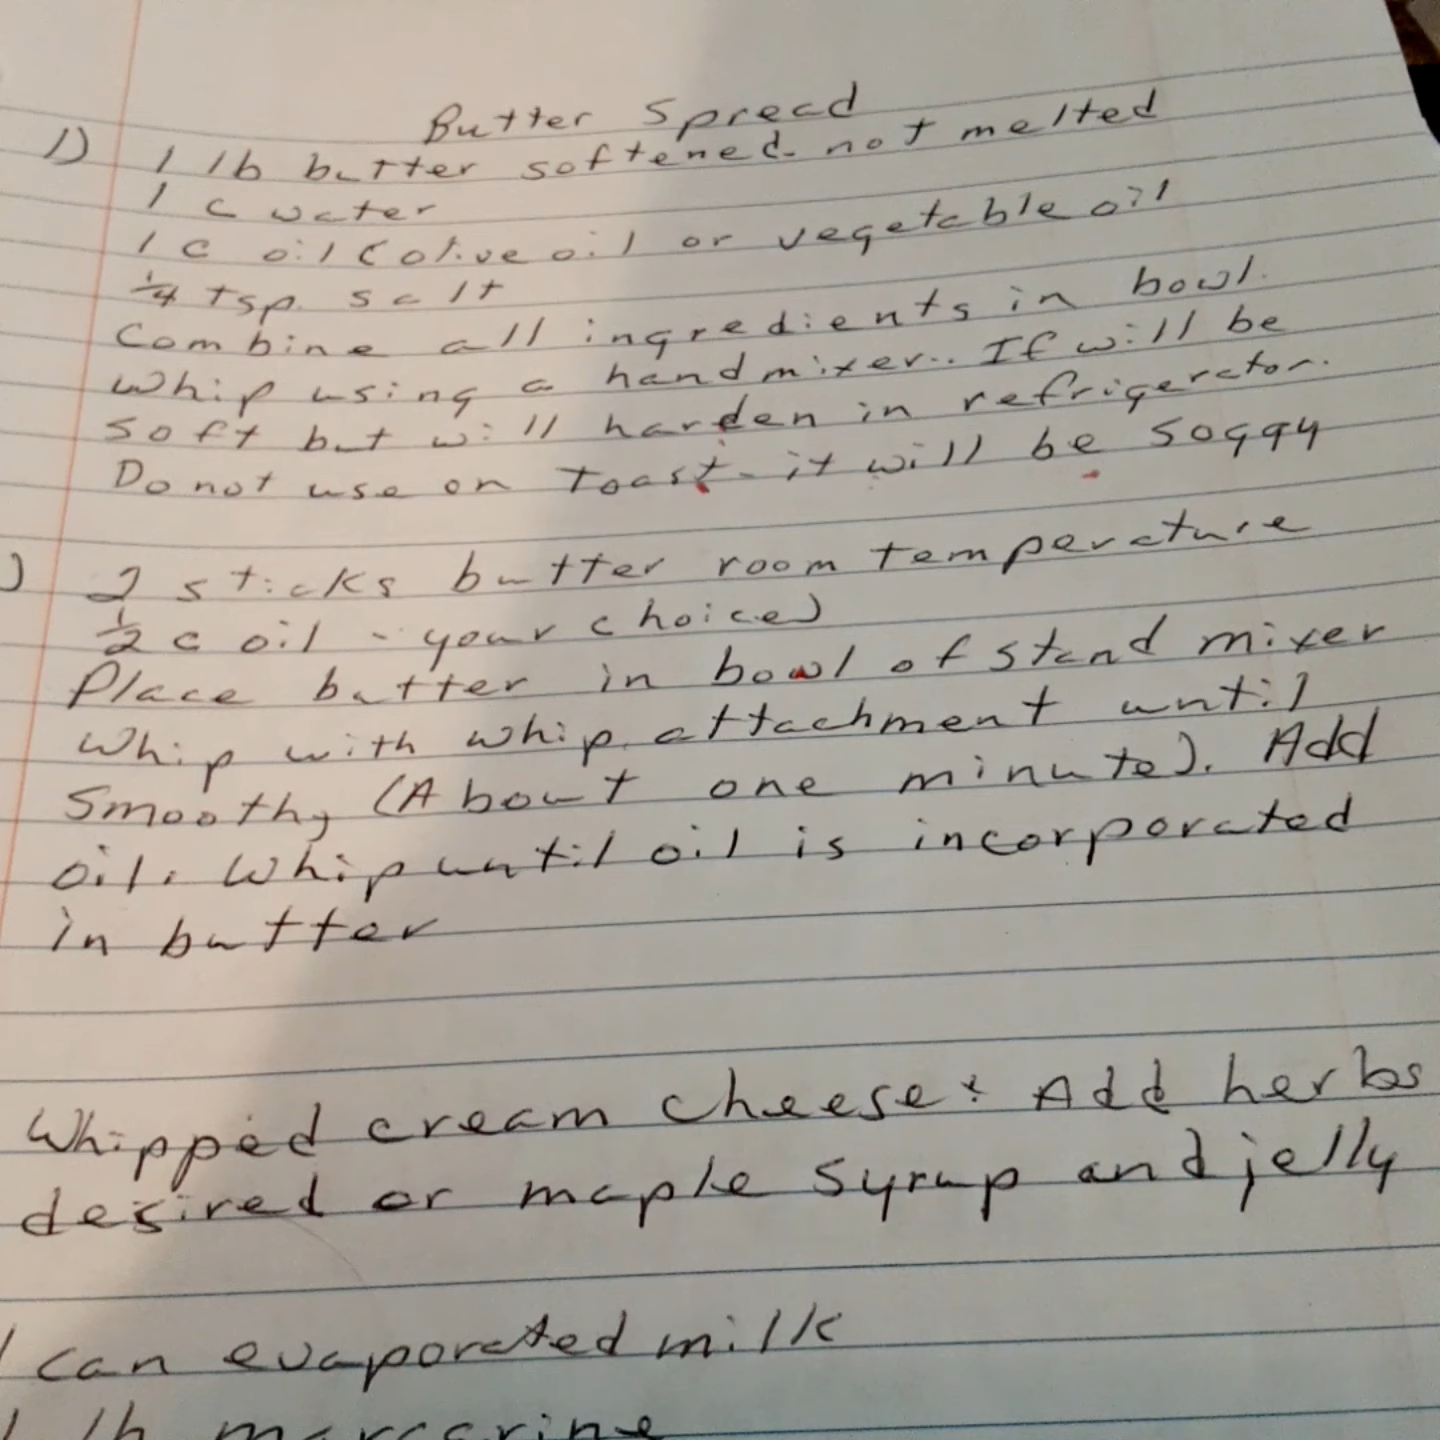 Butter Spread
1) 1 lb butter softened not melted
1 c water
1 c oil (olive oil or vegetable oil
1/4 tsp. salt
Combine all ingredients in bowl.
Whip using a hand mixer.. If will be
soft but will harden in refrigerator.
Do not use on toast - it will be soggy
) 2 sticks butter room temperature
1/2 c oil - your choice)
Place butter in bowl of stand mixer
Whip with whip attachment until
smooth, (About one minute). Add
oil. Whip until oil is incorporated
in butter
Whipped cream cheese: Add herbs
desired or maple syrup and jelly
1 can evaporated milk
1 lb margarine